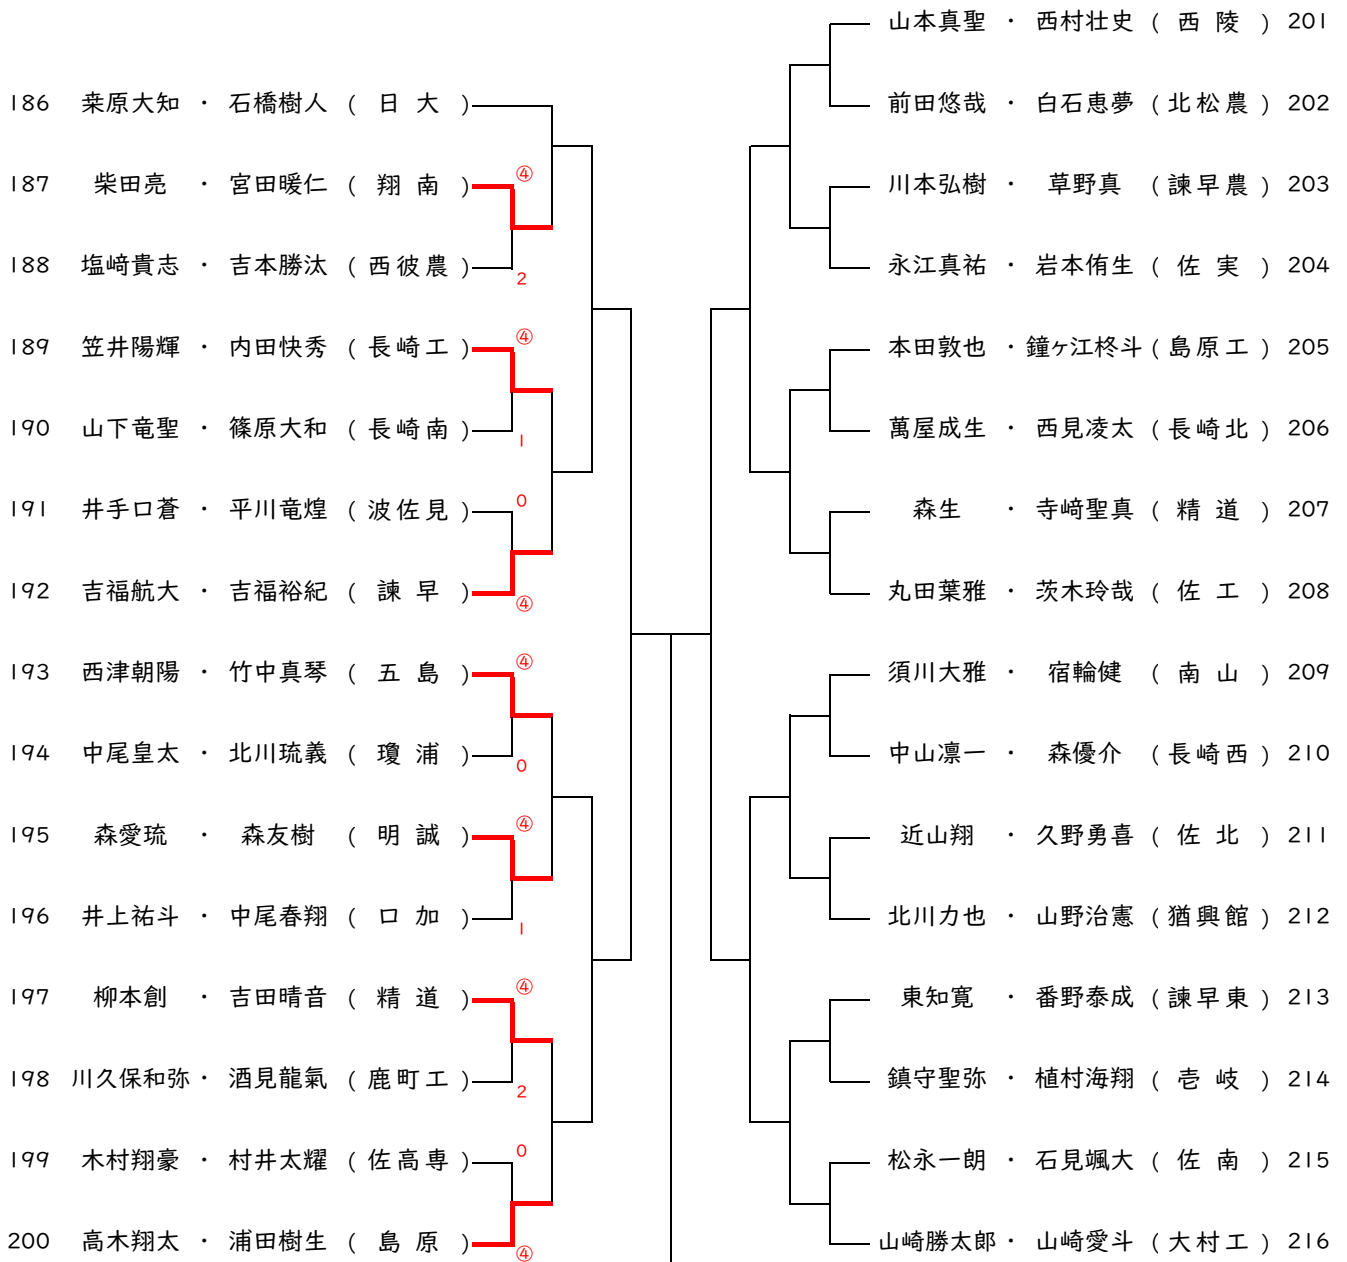 186 桒原大知 ・ 石橋樹人 ( 日 大 )
187 柴田亮 ・ 宮田暖仁 ( 翔 南 ) ④
188 塩﨑貴志 ・ 吉本勝汰 ( 西彼農 ) 2
189 笠井陽輝 ・ 内田快秀 ( 長崎工 ) ④
190 山下竜聖 ・ 篠原大和 ( 長崎南 ) 1
191 井手口蒼 ・ 平川竜煌 ( 波佐見 ) 0
192 吉福航大 ・ 吉福裕紀 ( 諫 早 ) ④
193 西津朝陽 ・ 竹中真琴 ( 五 島 ) ④
194 中尾皇太 ・ 北川琉義 ( 瓊 浦 ) 0
195 森愛琉 ・ 森友樹 ( 明 誠 ) ④
196 井上祐斗 ・ 中尾春翔 ( 口 加 ) 1
197 柳本創 ・ 吉田晴音 ( 精 道 ) ④
198 川久保和弥 ・ 酒見龍氣 ( 鹿町工 ) 2
199 木村翔豪 ・ 村井太耀 ( 佐高専 ) 0
200 高木翔太 ・ 浦田樹生 ( 島 原 ) ④
山本真聖 ・ 西村壮史 ( 西 陵 ) 201
前田悠哉 ・ 白石恵夢 ( 北松農 ) 202
川本弘樹 ・ 草野真 ( 諫早農 ) 203
永江真祐 ・ 岩本侑生 ( 佐 実 ) 204
本田敦也 ・ 鐘ヶ江柊斗 ( 島原工 ) 205
萬屋成生 ・ 西見凌太 ( 長崎北 ) 206
森生 ・ 寺﨑聖真 ( 精 道 ) 207
丸田葉雅 ・ 茨木玲哉 ( 佐 工 ) 208
須川大雅 ・ 宿輪健 ( 南 山 ) 209
中山凛一 ・ 森優介 ( 長崎西 ) 210
近山翔 ・ 久野勇喜 ( 佐 北 ) 211
北川力也 ・ 山野治憲 ( 猶興館 ) 212
東知寛 ・ 番野泰成 ( 諫早東 ) 213
鎮守聖弥 ・ 植村海翔 ( 壱 岐 ) 214
松永一朗 ・ 石見颯大 ( 佐 南 ) 215
山崎勝太郎 ・ 山崎愛斗 ( 大村工 ) 216